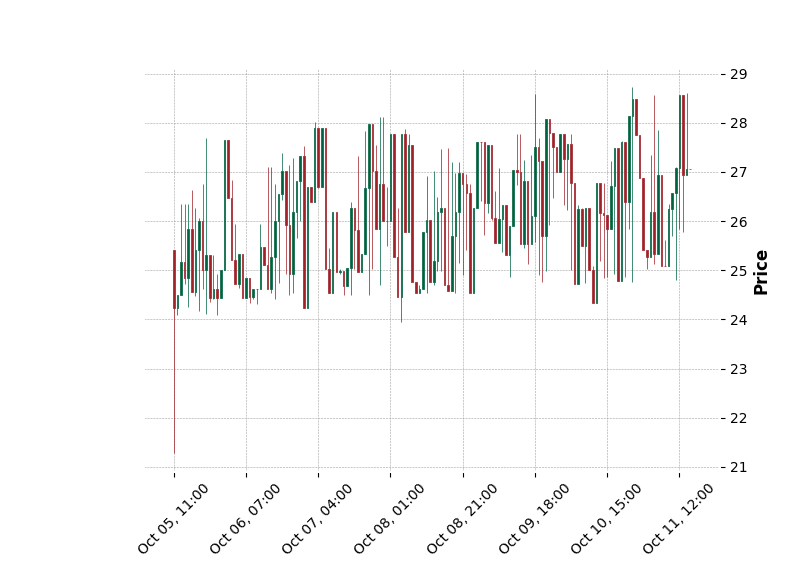 29
28
27
26
25
24
23
22
21
Price
Oct 05, 11:00
Oct 06, 07:00
Oct 07, 04:00
Oct 08, 01:00
Oct 08, 21:00
Oct 09, 18:00
Oct 10, 15:00
Oct 11, 12:00